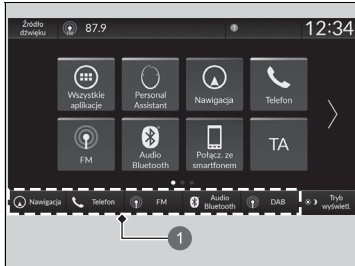 Źródło
dźwięku
87.9
12:34
Wszystkie
aplikacje
Personal
Assistant
Nawigacja
Telefon
FM
Audio
Bluetooth
Połącz. ze
smartfonem
TA
Nawigacja
Telefon
FM
Audio
Bluetooth
DAB
Tryb
wyświetl.
1